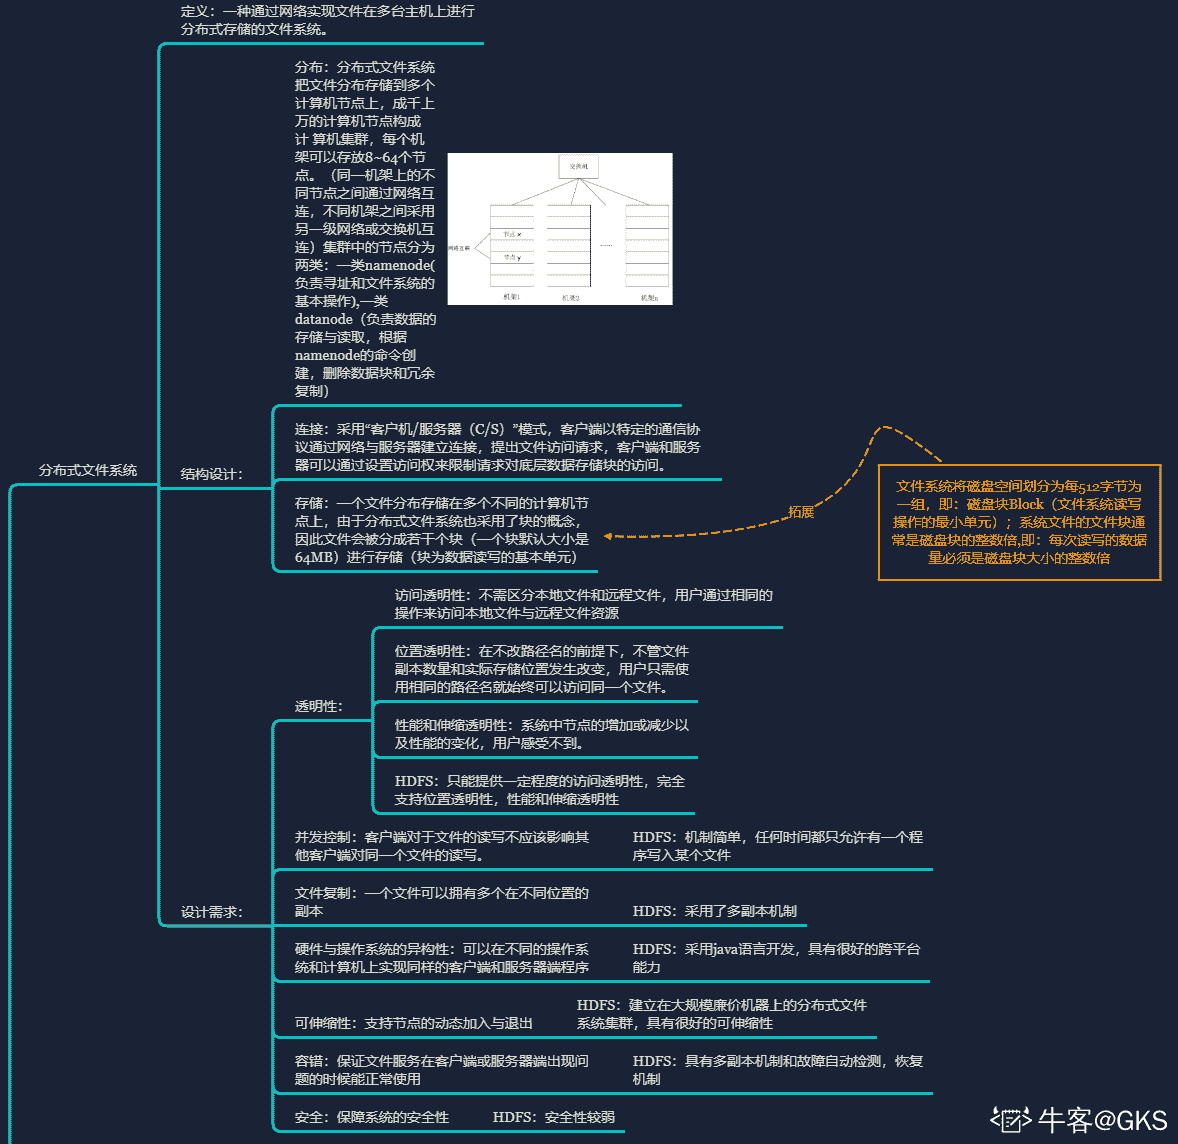 定义：一种通过网络实现文件在多台主机上进行
分布式存储的文件系统。
分布：分布式文件系统
把文件分布存储到多个
计算机节点上，成千上
万的计算机节点构成
计 算机集群，每个机
架可以存放8~64个节
点。（同一机架上的不
同节点之间通过网络互
连，不同机架之间采用
另一级网络或交换机互
连）集群中的节点分为
两类：一类namenode(
负责寻址和文件系统的
基本操作),一类
datanode（负责数据的
存储与读取，根据
namenode的命令创
建，删除数据块和冗余
复制）
交换机
节点 x
网络互联
节点 y
......
机架1
机架2
机架n
分布式文件系统
结构设计：
连接：采用“客户机/服务器（C/S）”模式，客户端以特定的通信协
议通过网络与服务器建立连接，提出文件访问请求，客户端和服务
器可以通过设置访问权来限制请求对底层数据存储块的访问。
存储：一个文件分布存储在多个不同的计算机节
点上，由于分布式文件系统也采用了块的概念，
因此文件会被分成若干个块（一个块默认大小是
64MB）进行存储（块为数据读写的基本单元）
拓展
文件系统将磁盘空间划分为每512字节为
一组，即：磁盘块Block（文件系统读写
操作的最小单元）；系统文件的文件块通
常是磁盘块的整数倍,即：每次读写的数据
量必须是磁盘块大小的整数倍
设计需求：
透明性：
访问透明性：不需区分本地文件和远程文件，用户通过相同的
操作来访问本地文件与远程文件资源
位置透明性：在不改路径名的前提下，不管文件
副本数量和实际存储位置发生改变，用户只需使
用相同的路径名就始终可以访问同一个文件。
性能和伸缩透明性：系统中节点的增加或减少以
及性能的变化，用户感受不到。
HDFS：只能提供一定程度的访问透明性，完全
支持位置透明性，性能和伸缩透明性
并发控制：客户端对于文件的读写不应该影响其
他客户端对同一个文件的读写。
HDFS：机制简单，任何时间都只允许有一个程
序写入某个文件
文件复制：一个文件可以拥有多个在不同位置的
副本
HDFS：采用了多副本机制
硬件与操作系统的异构性：可以在不同的操作系
统和计算机上实现同样的客户端和服务器端程序
HDFS：采用java语言开发，具有很好的跨平台
能力
可伸缩性：支持节点的动态加入与退出
HDFS：建立在大规模廉价机器上的分布式文件
系统集群，具有很好的可伸缩性
容错：保证文件服务在客户端或服务器端出现问
题的时候能正常使用
HDFS：具有多副本机制和故障自动检测，恢复
机制
安全：保障系统的安全性
HDFS：安全性较弱
牛客@GKS